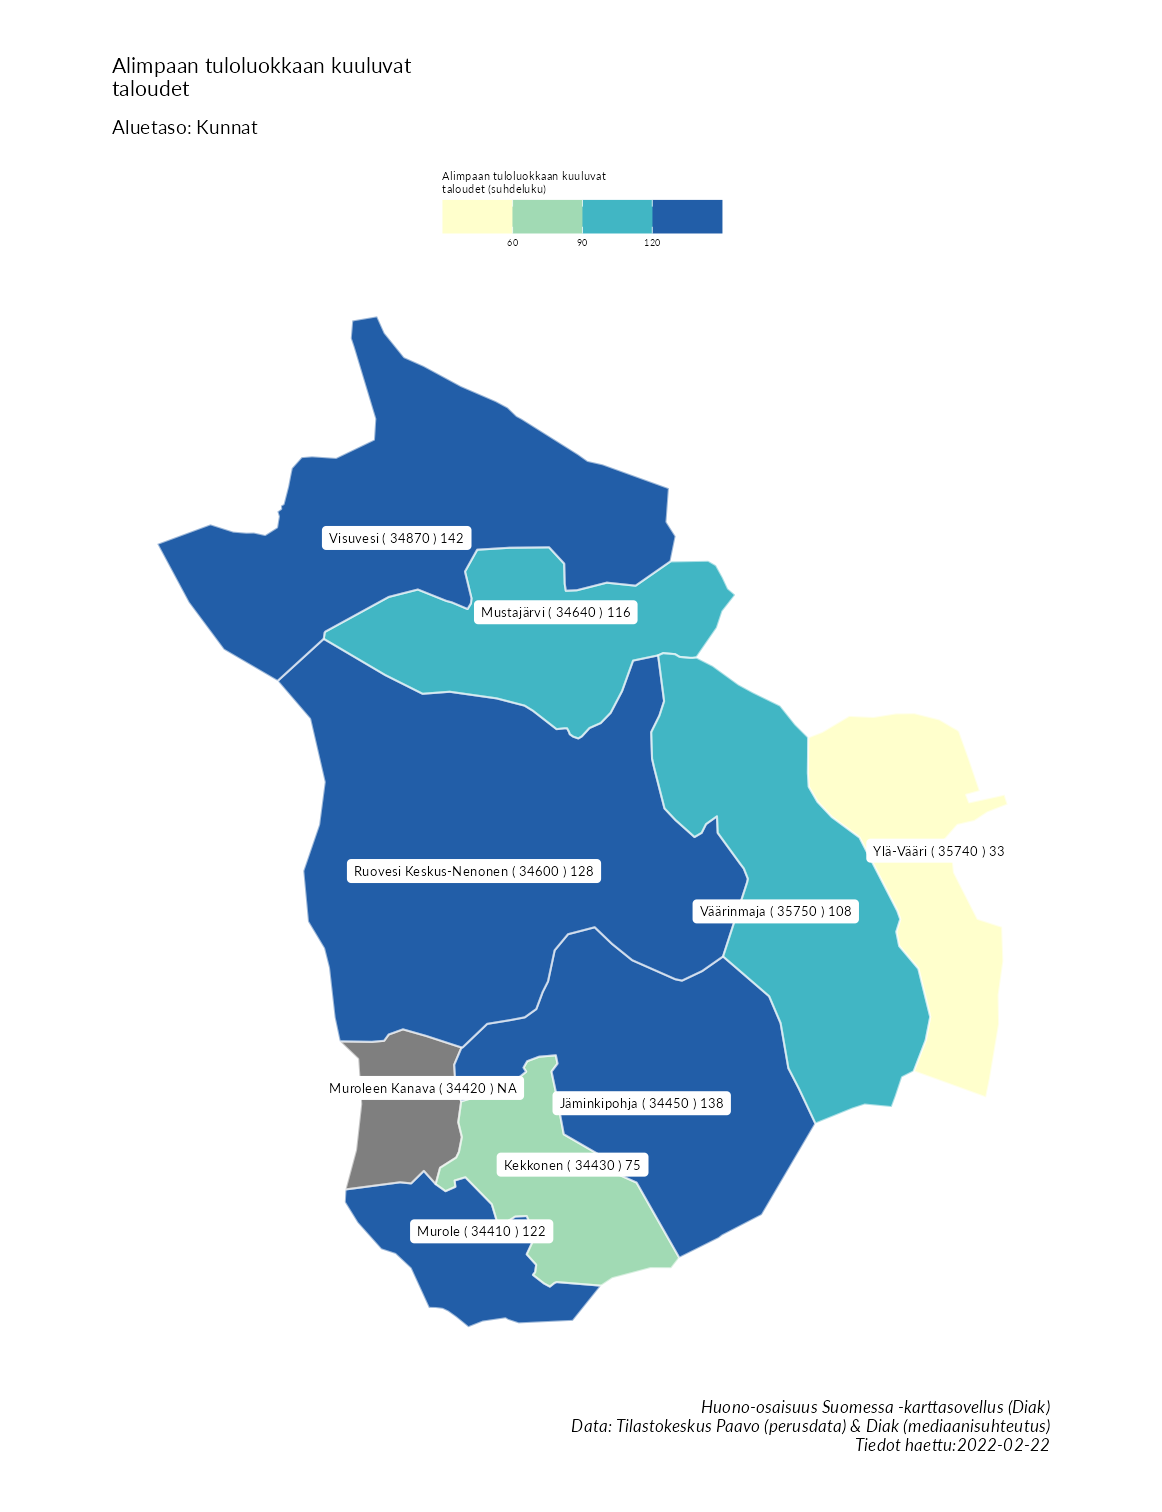 Alimpaan tuloluokkaan kuuluvat
taloudet
Aluetaso: Kunnat
Alimpaan tuloluokkaan kuuluvat
taloudet (suhdeluku)
60 90 120
Visuvesi ( 34870 ) 142
Mustajärvi ( 34640 ) 116
Ylä-Vääri ( 35740 ) 33
Ruovesi Keskus-Nenonen ( 34600 ) 128
Väärinmaja ( 35750 ) 108
Muroleen Kanava ( 34420 ) NA
Jäminkipohja ( 34450 ) 138
Kekkonen ( 34430 ) 75
Murole ( 34410 ) 122
Huono-osaisuus Suomessa -karttasovellus (Diak)
Data: Tilastokeskus Paavo (perusdata) & Diak (mediaanisuhteutus)
Tiedot haettu:2022-02-22